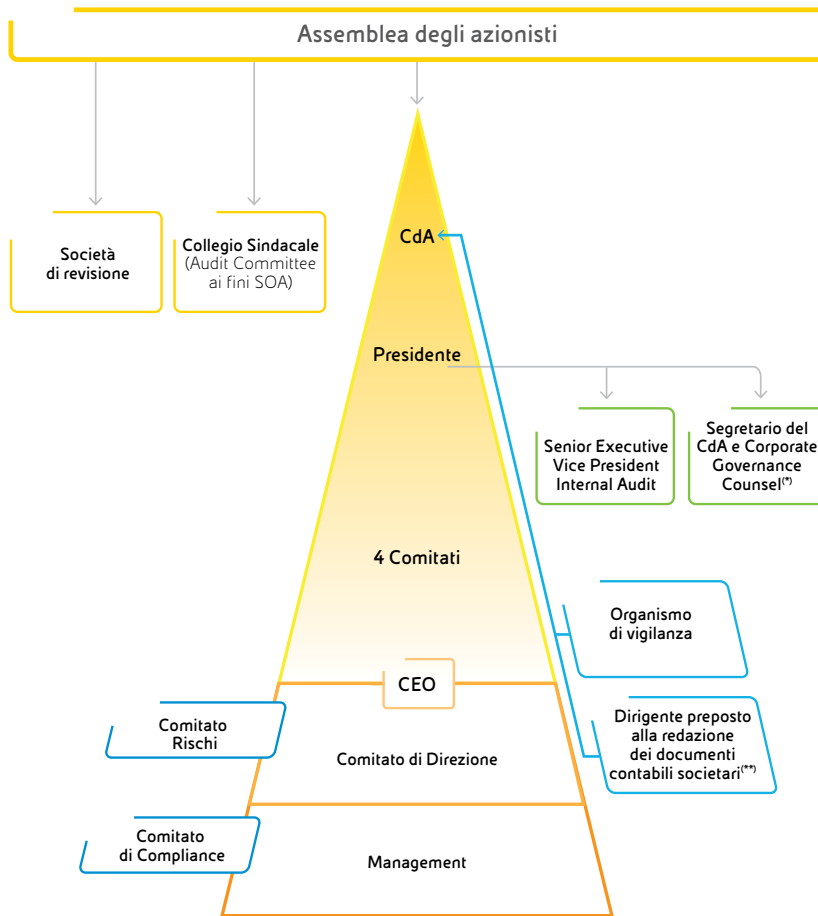 Assemblea degli azionisti
Società
di revisione
Collegio Sindacale
(Audit Committee
ai fini SOA)
CdA
Presidente
Senior Executive
Vice President
Internal Audit
Segretario del
CdA e Corporate
Governance
Counsel(*)
4 Comitati
Organismo
di vigilanza
CEO
Comitato
Rischi
Dirigente preposto
alla redazione
dei documenti
contabili societari(**)
Comitato di Direzione
Comitato
di Compliance
Management